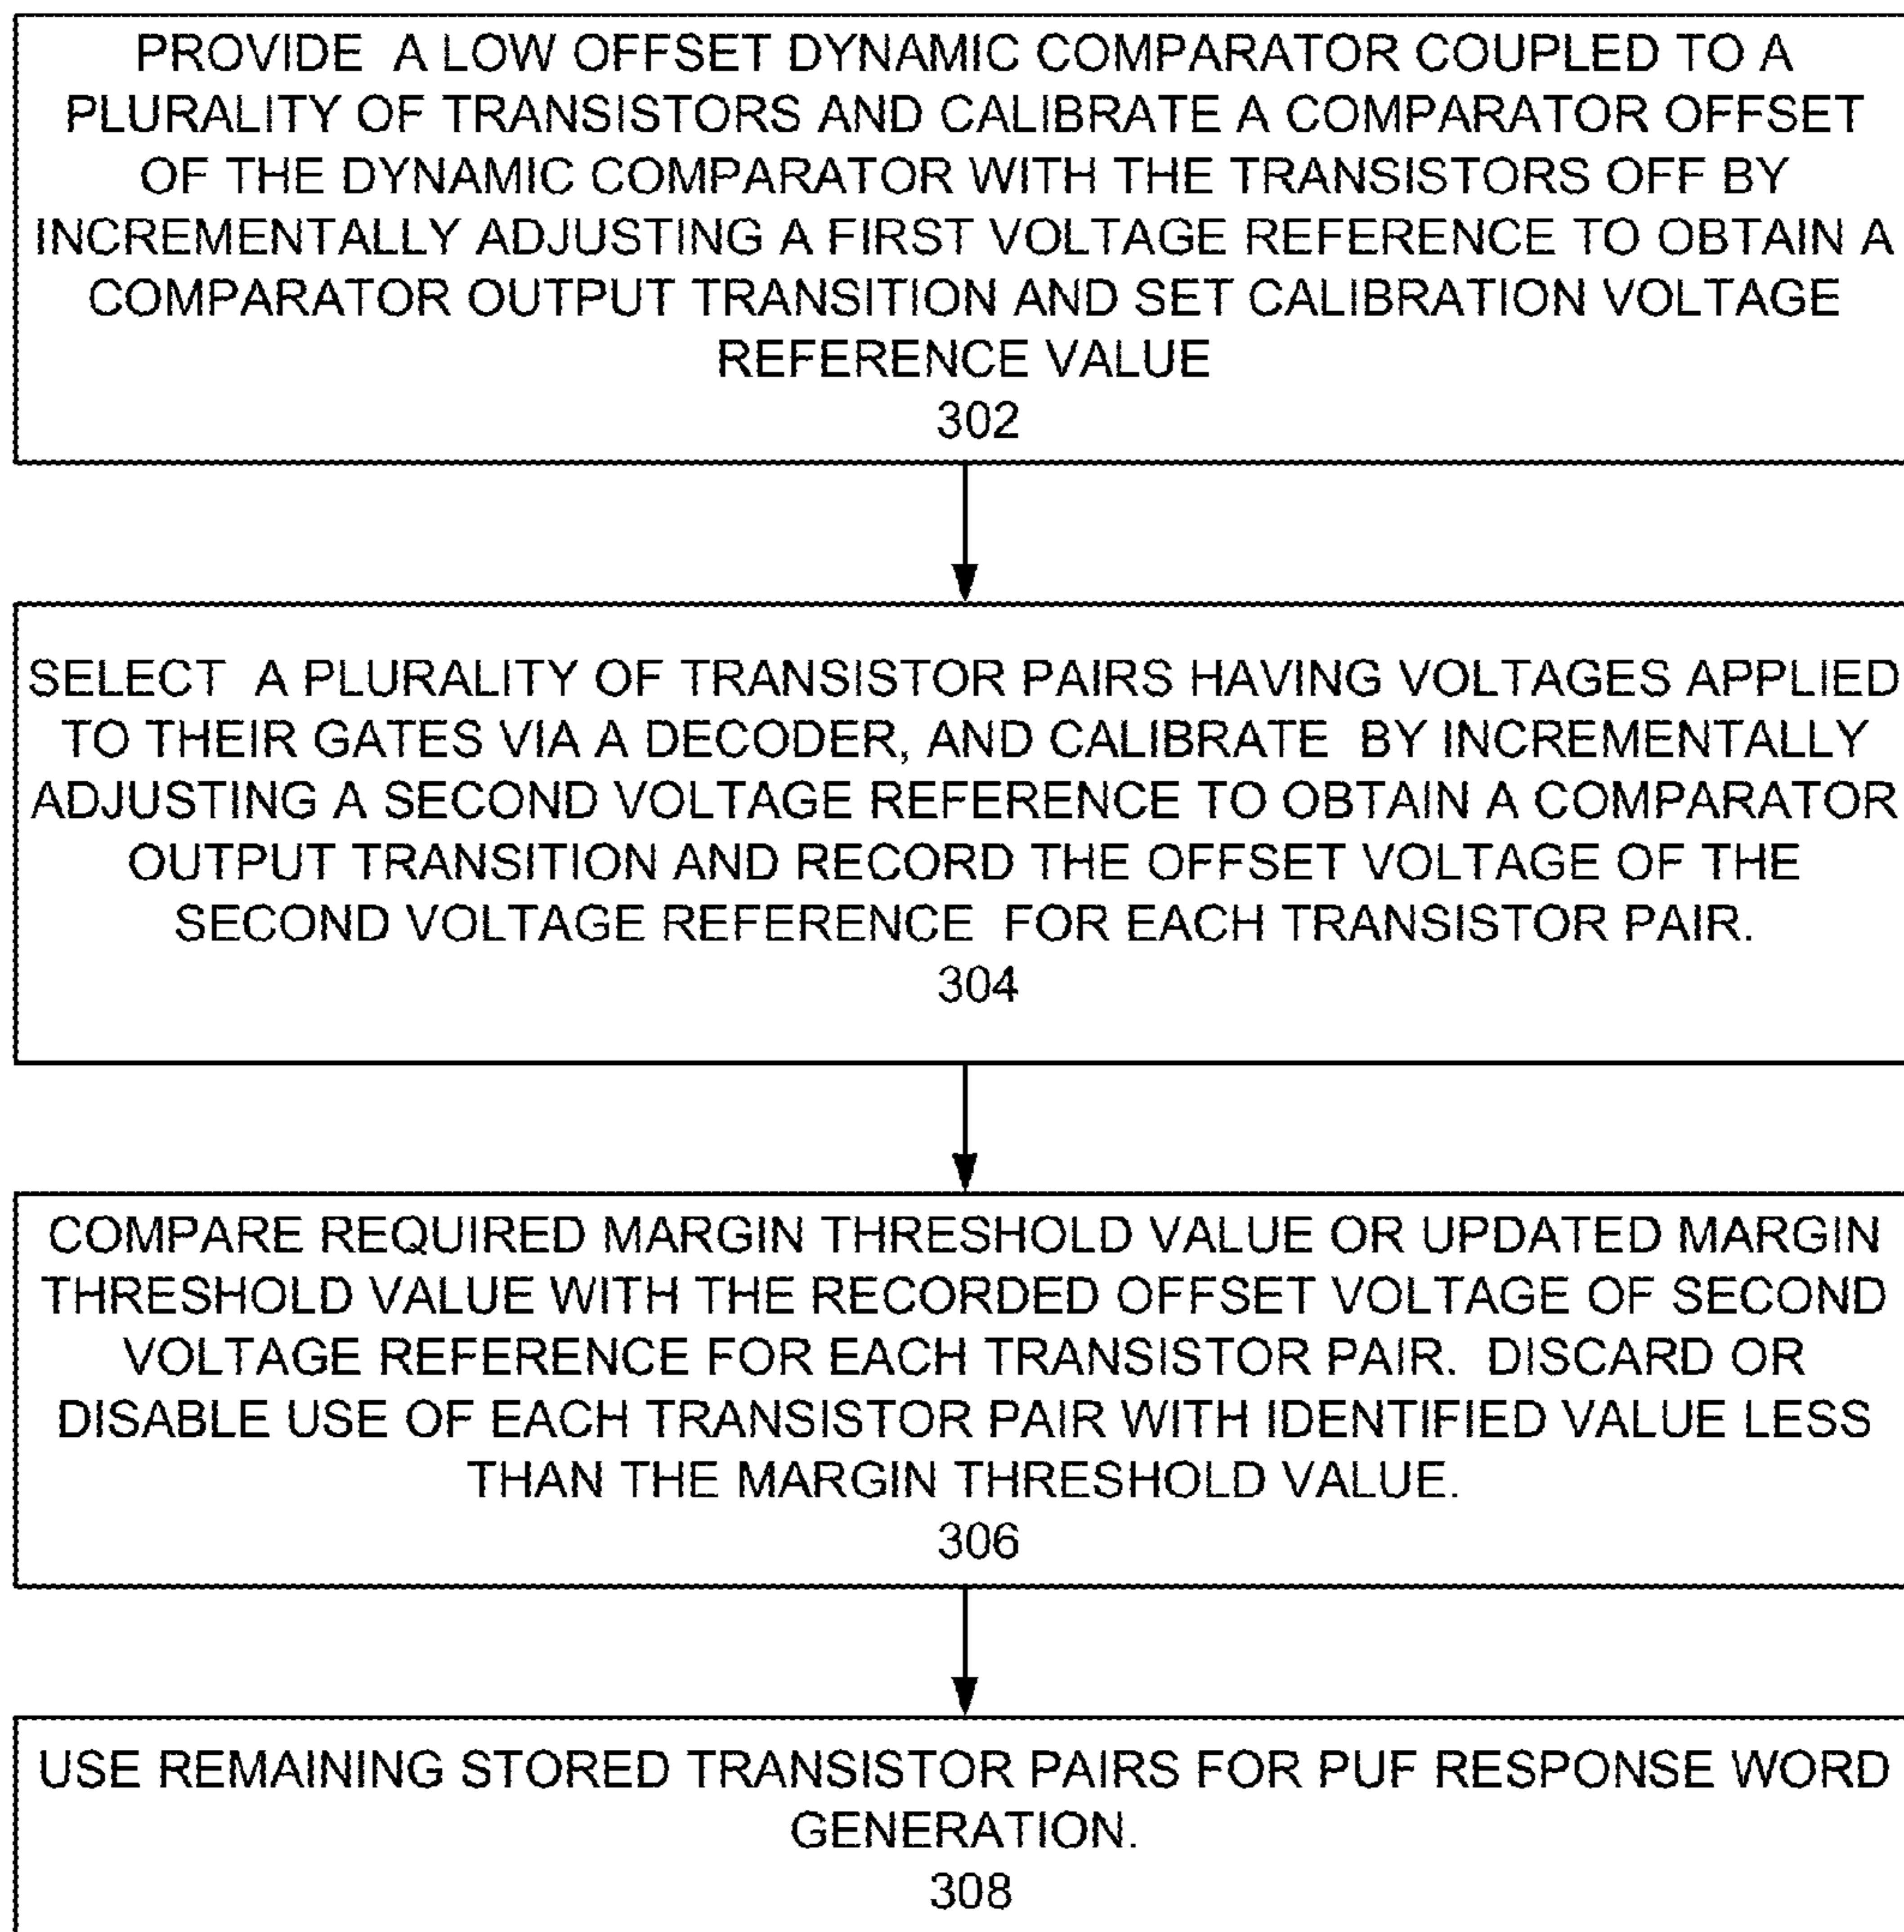 PROVIDE A LOW OFFSET DYNAMIC COMPARATOR COUPLED TO A
PLURALITY OF TRANSISTORS AND CALIBRATE A COMPARATOR OFFSET
OF THE DYNAMIC COMPARATOR WITH THE TRANSISTORS OFF BY
INCREMENTALLY ADJUSTING A FIRST VOLTAGE REFERENCE TO OBTAIN A
COMPARATOR OUTPUT TRANSITION AND SET CALIBRATION VOLTAGE
REFERENCE VALUE
302
SELECT A PLURALITY OF TRANSISTOR PAIRS HAVING VOLTAGES APPLIED
TO THEIR GATES VIA A DECODER, AND CALIBRATE BY INCREMENTALLY
ADJUSTING A SECOND VOLTAGE REFERENCE TO OBTAIN A COMPARATOR
OUTPUT TRANSITION AND RECORD THE OFFSET VOLTAGE OF THE
SECOND VOLTAGE REFERENCE FOR EACH TRANSISTOR PAIR.
304
COMPARE REQUIRED MARGIN THRESHOLD VALUE OR UPDATED MARGIN
THRESHOLD VALUE WITH THE RECORDED OFFSET VOLTAGE OF SECOND
VOLTAGE REFERENCE FOR EACH TRANSISTOR PAIR. DISCARD OR
DISABLE USE OF EACH TRANSISTOR PAIR WITH IDENTIFIED VALUE LESS
THAN THE MARGIN THRESHOLD VALUE.
306
USE REMAINING STORED TRANSISTOR PAIRS FOR PUF RESPONSE WORD
GENERATION.
308